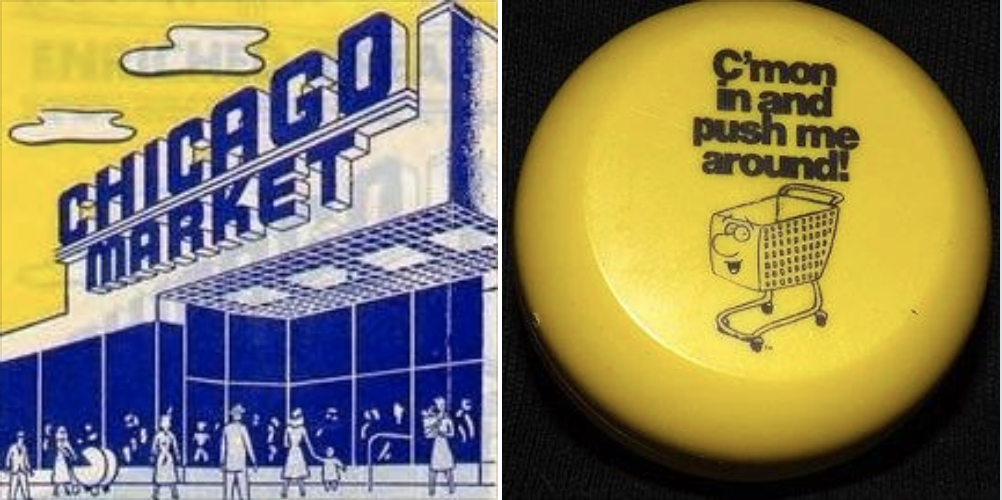 CHICAGO
MARKET
Ç'mon
in and
push me
around!